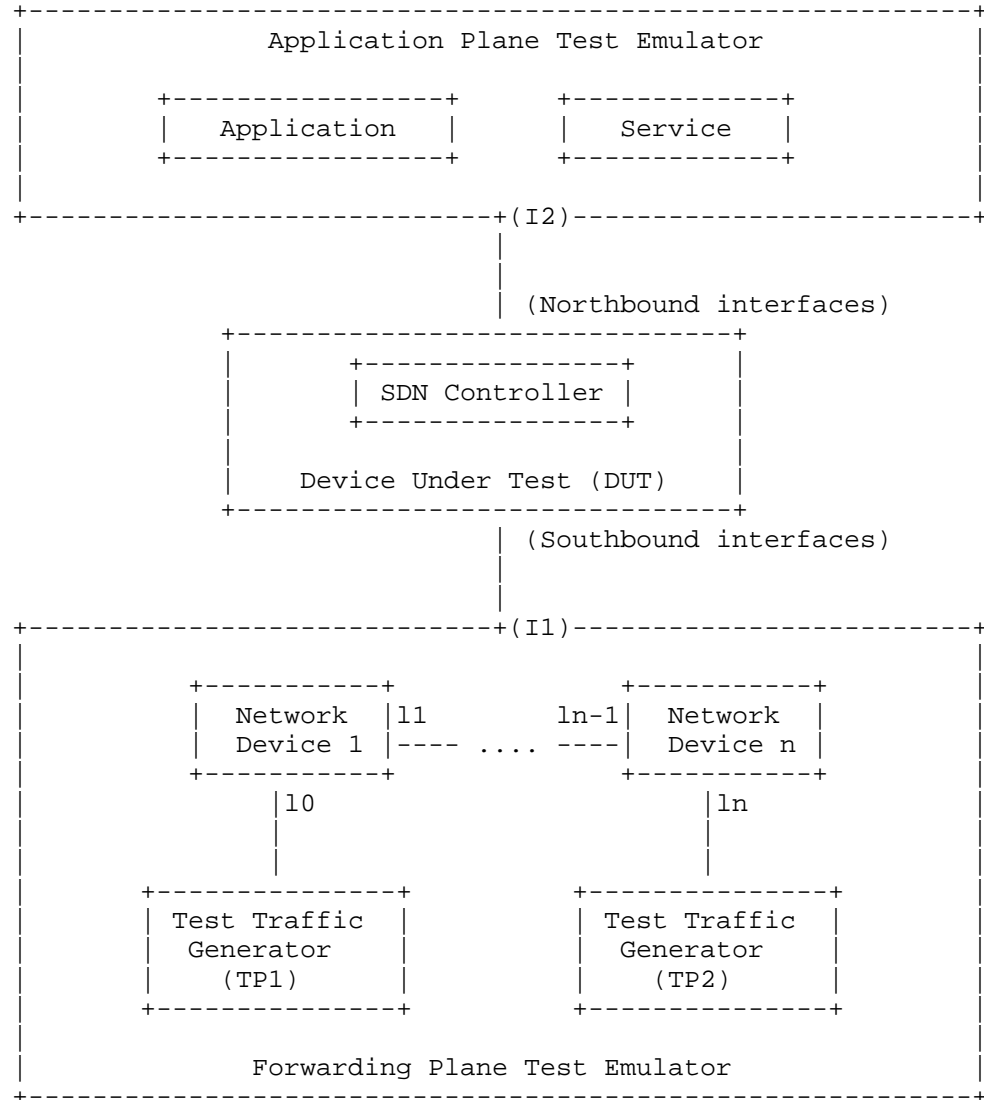 Application Plane Test Emulator
Application Service
(I2)
(Northbound interfaces)
SDN Controller
Device Under Test (DUT)
(Southbound interfaces)
(I1)
Network l1 ln-1 Network
Device 1 .... Device n
l0 ln
Test Traffic Test Traffic
Generator Generator
(TP1) (TP2)
Forwarding Plane Test Emulator